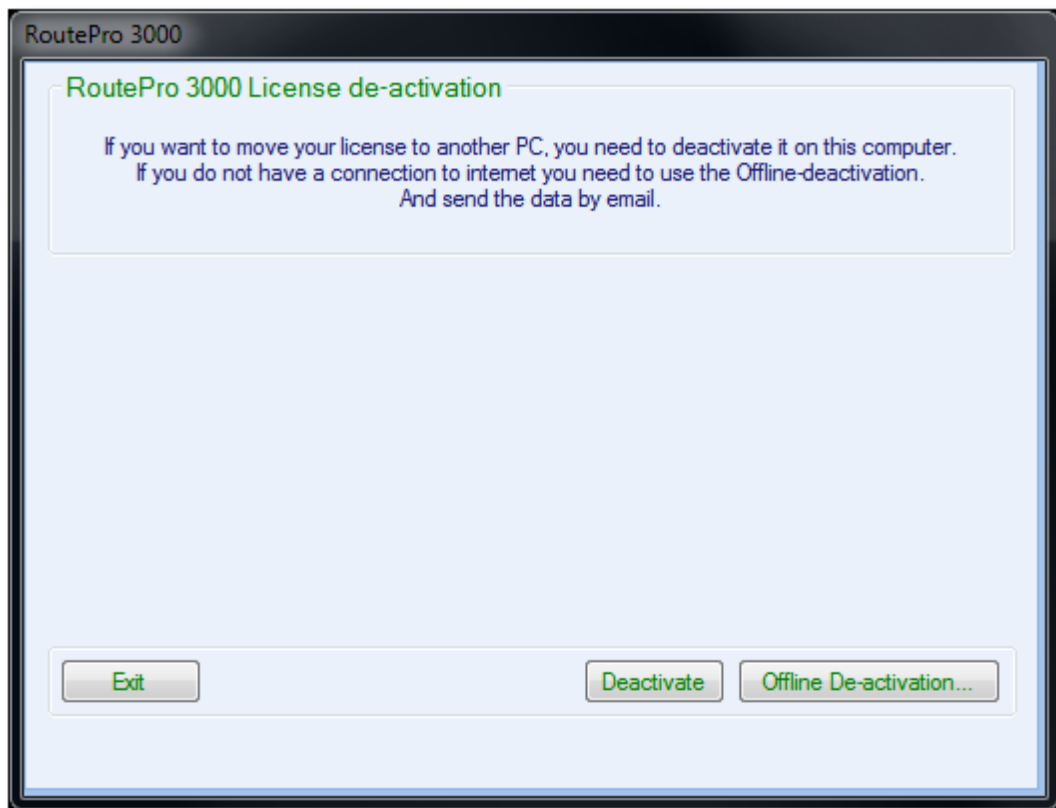 RoutePro 3000
RoutePro 3000 License de-activation
If you want to move your license to another PC, you need to deactivate it on this computer.
If you do not have a connection to internet you need to use the Offline-deactivation.
And send the data by email.
Exit
Deactivate
Offline De-activation...